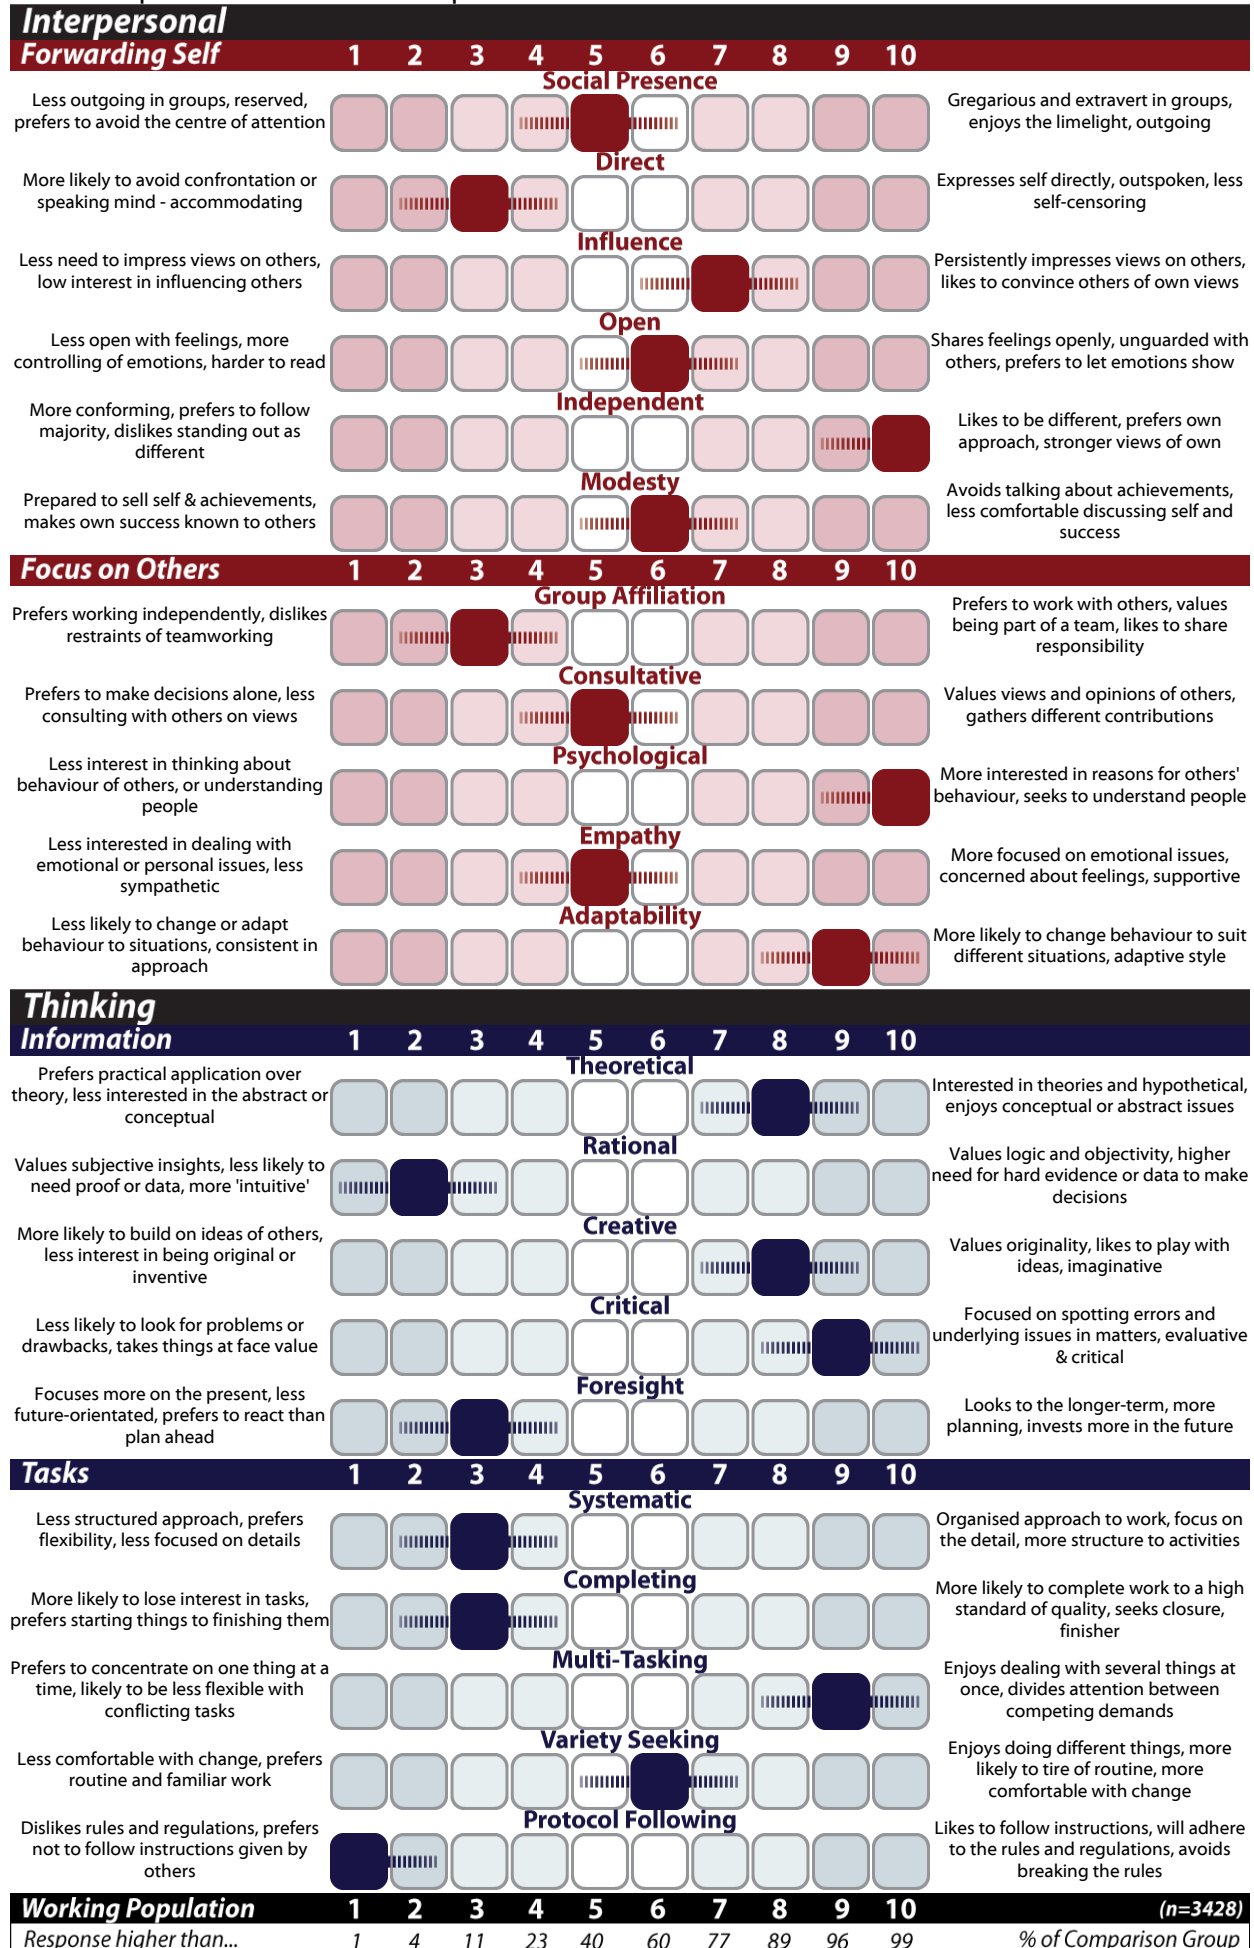 Interpersonal
Forwarding Self 1 2 3 4 5 6 7 8 9 10
Social Presence
Less outgoing in groups, reserved,
prefers to avoid the centre of attention
Gregarious and extravert in groups,
enjoys the limelight, outgoing
Direct
More likely to avoid confrontation or
speaking mind - accommodating
Expresses self directly, outspoken, less
self-censoring
Influence
Less need to impress views on others,
low interest in influencing others
Persistently impresses views on others,
likes to convince others of own views
Open
Less open with feelings, more
controlling of emotions, harder to read
Shares feelings openly, unguarded with
others, prefers to let emotions show
Independent
More conforming, prefers to follow
majority, dislikes standing out as
different
Likes to be different, prefers own
approach, stronger views of own
Modesty
Prepared to sell self & achievements,
makes own success known to others
Avoids talking about achievements,
less comfortable discussing self and
success
Focus on Others 1 2 3 4 5 6 7 8 9 10
Group Affiliation
Prefers working independently, dislikes
restraints of teamworking
Prefers to work with others, values
being part of a team, likes to share
responsibility
Consultative
Prefers to make decisions alone, less
consulting with others on views
Values views and opinions of others,
gathers different contributions
Psychological
Less interest in thinking about
behaviour of others, or understanding
people
More interested in reasons for others'
behaviour, seeks to understand people
Empathy
Less interested in dealing with
emotional or personal issues, less
sympathetic
More focused on emotional issues,
concerned about feelings, supportive
Adaptability
Less likely to change or adapt
behaviour to situations, consistent in
approach
More likely to change behaviour to suit
different situations, adaptive style
Thinking
Information 1 2 3 4 5 6 7 8 9 10
Theoretical
Prefers practical application over
theory, less interested in the abstract or
conceptual
Interested in theories and hypothetical,
enjoys conceptual or abstract issues
Rational
Values subjective insights, less likely to
need proof or data, more 'intuitive'
Values logic and objectivity, higher
need for hard evidence or data to make
decisions
Creative
More likely to build on ideas of others,
less interest in being original or
inventive
Values originality, likes to play with
ideas, imaginative
Critical
Less likely to look for problems or
drawbacks, takes things at face value
Focused on spotting errors and
underlying issues in matters, evaluative
& critical
Foresight
Focuses more on the present, less
future-orientated, prefers to react than
plan ahead
Looks to the longer-term, more
planning, invests more in the future
Tasks 1 2 3 4 5 6 7 8 9 10
Systematic
Less structured approach, prefers
flexibility, less focused on details
Organised approach to work, focus on
the detail, more structure to activities
Completing
More likely to lose interest in tasks,
prefers starting things to finishing them
More likely to complete work to a high
standard of quality, seeks closure,
finisher
Multi-Tasking
Prefers to concentrate on one thing at a
time, likely to be less flexible with
conflicting tasks
Enjoys dealing with several things at
once, divides attention between
competing demands
Variety Seeking
Less comfortable with change, prefers
routine and familiar work
Enjoys doing different things, more
likely to tire of routine, more
comfortable with change
Protocol Following
Dislikes rules and regulations, prefers
not to follow instructions given by
others
Likes to follow instructions, will adhere
to the rules and regulations, avoids
breaking the rules
Working Population 1 2 3 4 5 6 7 8 9 10 (n=3428)
Response higher than... 1 4 11 23 40 60 77 89 96 99 % of Comparison Group